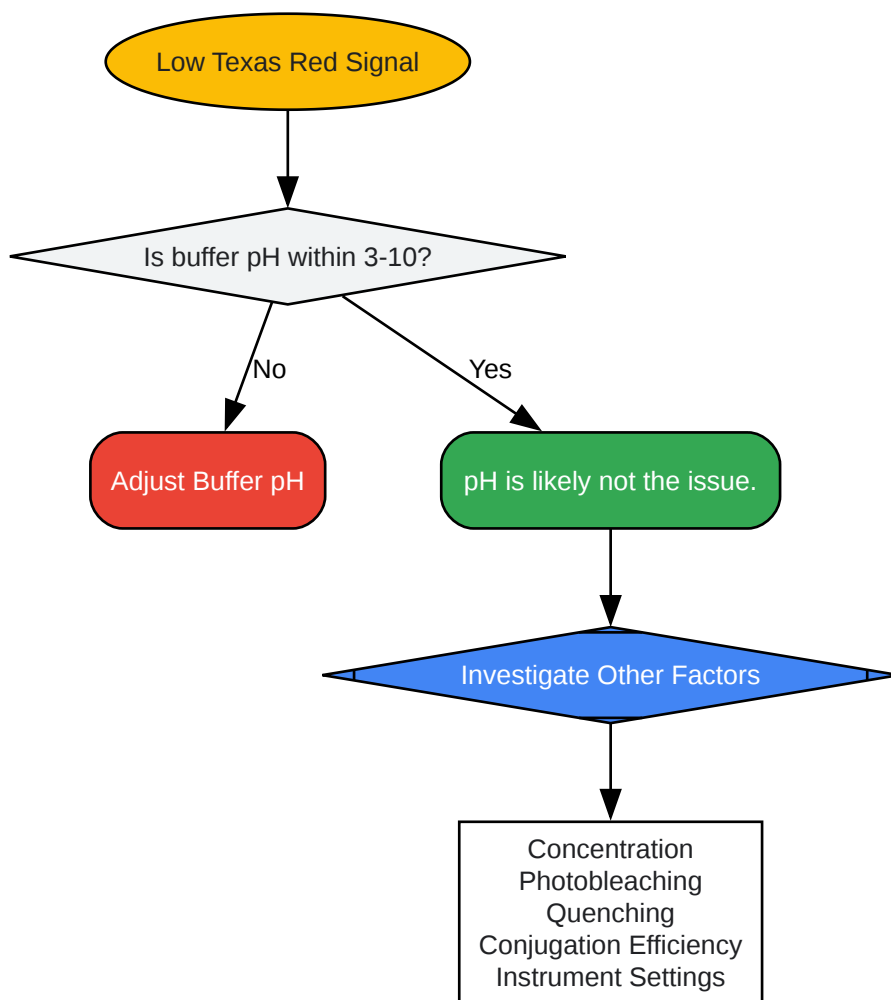 Low Texas Red Signal
Is buffer pH within 3-10?
No
Yes
Adjust Buffer pH
pH is likely not the issue.
Investigate Other Factors
Concentration
Photobleaching
Quenching
Conjugation Efficiency
Instrument Settings